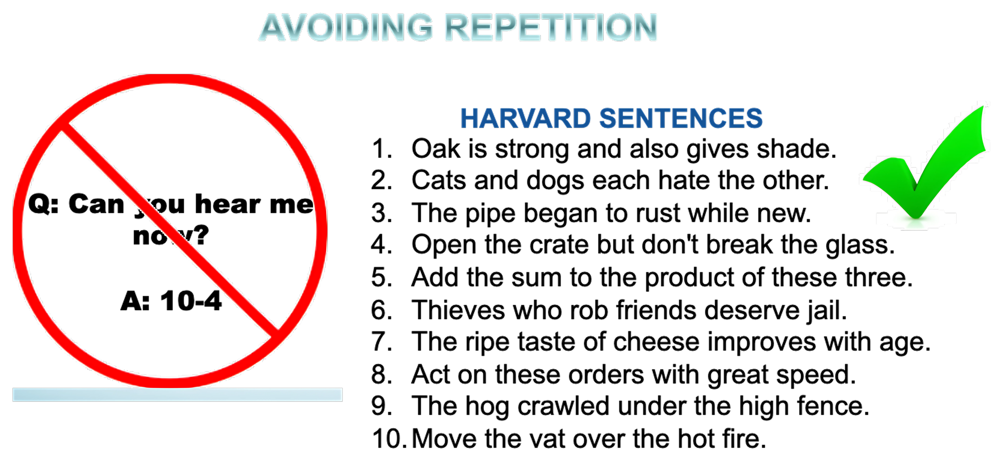 AVOIDING REPETITION
Q: Can you hear me
now?
A: 10-4
HARVARD SENTENCES
1. Oak is strong and also gives shade.
2. Cats and dogs each hate the other.
3. The pipe began to rust while new.
4. Open the crate but don't break the glass.
5. Add the sum to the product of these three.
6. Thieves who rob friends deserve jail.
7. The ripe taste of cheese improves with age.
8. Act on these orders with great speed.
9. The hog crawled under the high fence.
10. Move the vat over the hot fire.